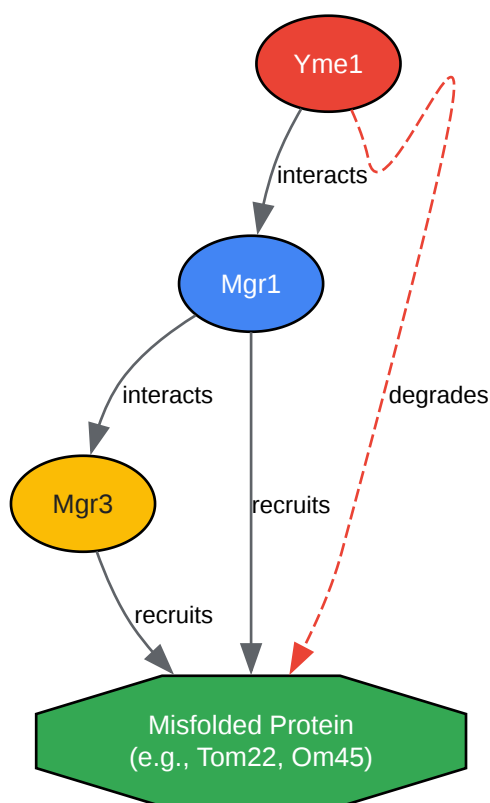 Yme1
interacts
Mgr1
interacts
degrades
Mgr3
recruits
recruits
Misfolded Protein
(e.g., Tom22, Om45)